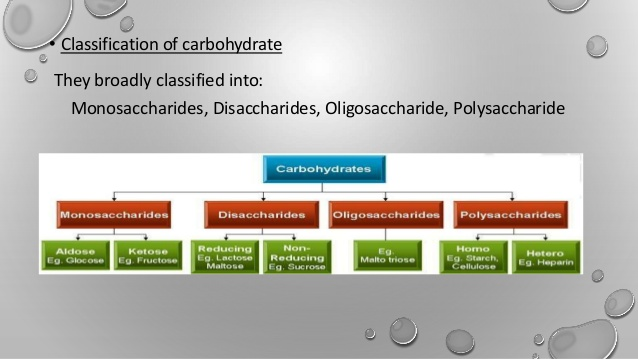 • Classification of carbohydrate
They broadly classified into:
Monosaccharides, Disaccharides, Oligosaccharide, Polysaccharide
Carbohydrates
Monosaccharides Disaccharides Oligosaccharides Polysaccharides
Aldose
Eg. Glocose
Ketose
Eg. Fructose
Reducing
Eg. Lactose
Maltose
Non-
Reducing
Eg. Sucrose
Eg.
Malto triose
Homo
Eg. Starch,
Cellulose
Hetero
Eg. Heparin